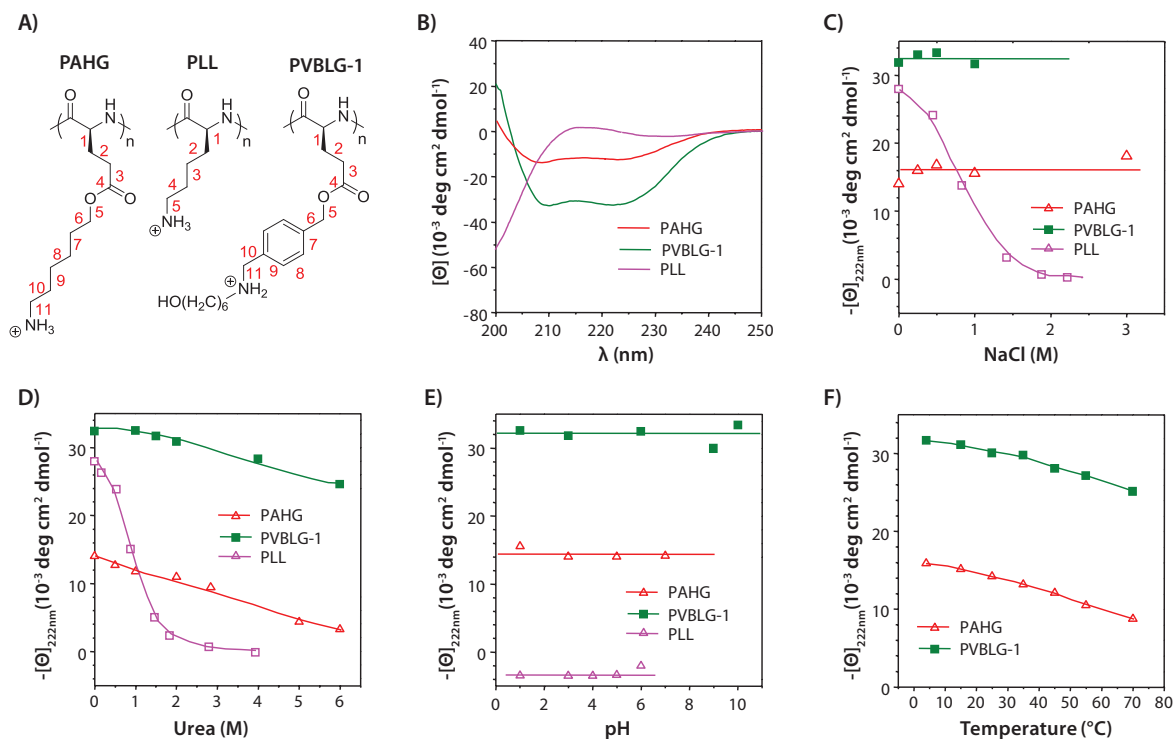 A)
PAHG
PLL
PVBLG-1
O
H
N
n
1
2
3
4
O
O
5
6
7
8
9
10
11
NH3
⊕
O
H
N
n
1
2
3
4
5
NH3
⊕
O
H
N
n
1
2
3
4
O
O
5
6
7
8
9
10
11
NH2
⊕
HO(H2C)6
B)
[Θ] (10⁻³ deg cm² dmol⁻¹)
40
20
0
-20
-40
-60
-80
PAHG
PVBLG-1
PLL
200 210 220 230 240 250
λ (nm)
C)
-[Θ]222nm(10⁻³ deg cm² dmol⁻¹)
30
20
10
0
PAHG
PVBLG-1
PLL
0 1 2 3
NaCl (M)
D)
-[Θ]222nm(10⁻³ deg cm² dmol⁻¹)
30
20
10
0
PAHG
PVBLG-1
PLL
0 1 2 3 4 5 6
Urea (M)
E)
-[Θ]222nm(10⁻³ deg cm² dmol⁻¹)
30
20
10
0
PAHG
PVBLG-1
PLL
0 2 4 6 8 10
pH
F)
-[Θ]222nm(10⁻³ deg cm² dmol⁻¹)
30
20
10
0
PAHG
PVBLG-1
0 10 20 30 40 50 60 70 80
Temperature (°C)